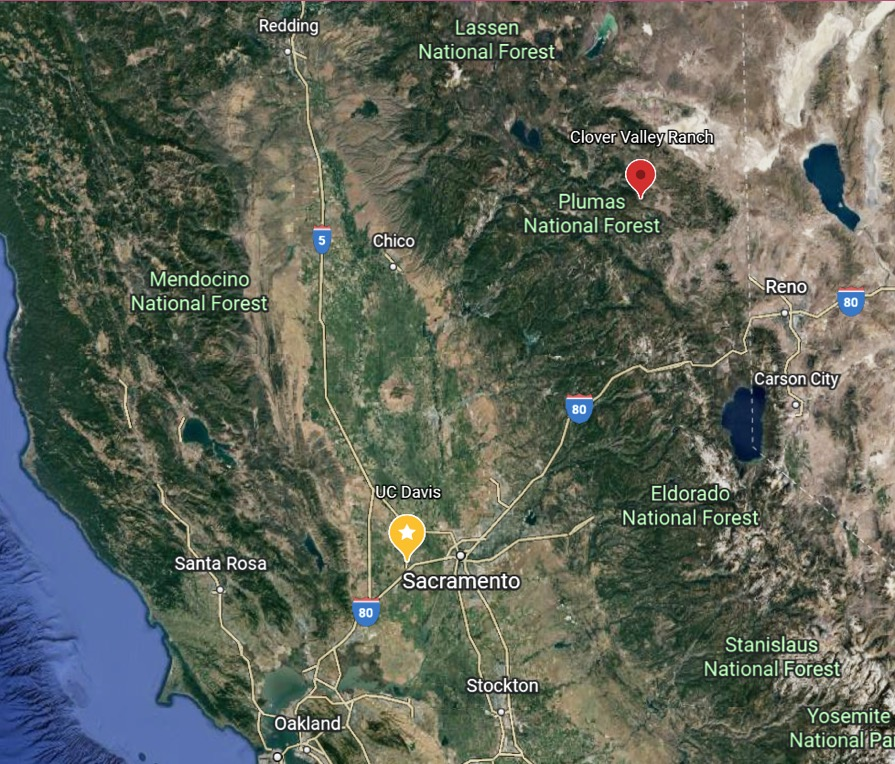 Redding
Lassen
National Forest
Clover Valley Ranch
Plumas
National Forest
5
Chico
Mendocino
National Forest
Reno
80
Carson City
80
UC Davis
Eldorado
National Forest
Santa Rosa
Sacramento
80
Stanislaus
National Forest
Stockton
Yosemite
National Pa
Oakland